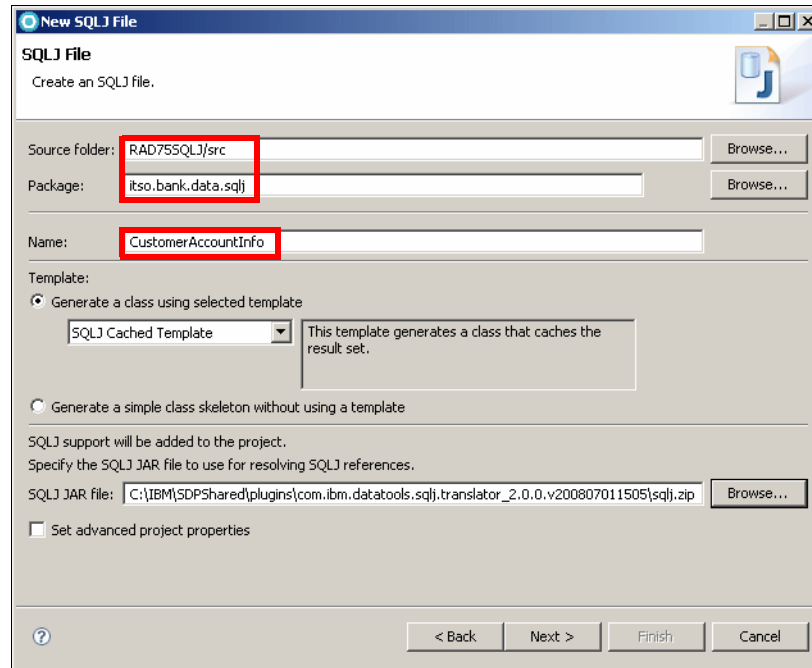 New SQLJ File
SQLJ File
Create an SQLJ file.
J
Source folder: RAD75SQLJ/src Browse...
Package: itso.bank.data.sqlj Browse...
Name: CustomerAccountInfo
Template:
Generate a class using selected template
SQLJ Cached Template This template generates a class that caches the
result set.
Generate a simple class skeleton without using a template
SQLJ support will be added to the project.
Specify the SQLJ JAR file to use for resolving SQLJ references.
SQLJ JAR file: C:\IBM\SDPShared\plugins\com.ibm.datatools.sqlj.translator_2.0.0.v200807011505\sqlj.zip Browse...
Set advanced project properties
? < Back Next > Finish Cancel